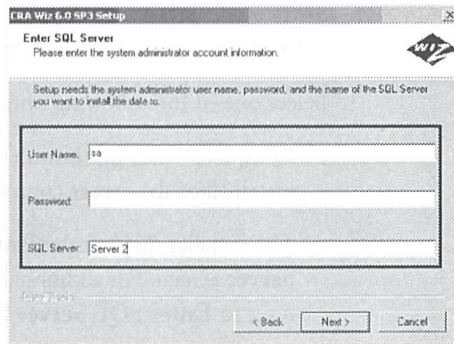 CRA Wiz 6.0 SP3 Setup
Enter SQL Server
Please enter the system administrator account information.
WIZ
Setup needs the system administrator user name, password, and the name of the SQL Server
you want to install the data to.
User Name: sa
Password:
SQL Server: Server 2
InstallShield
< Back
Next >
Cancel